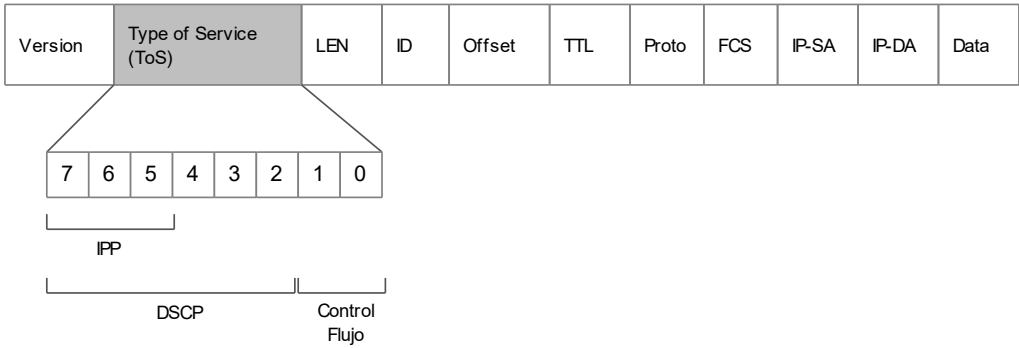 Version
Type of Service
(ToS)
LEN
ID
Offset
TTL
Proto
FCS
IP-SA
IP-DA
Data
7 6 5 4 3 2 1 0
IPP
DSCP
Control
Flujo